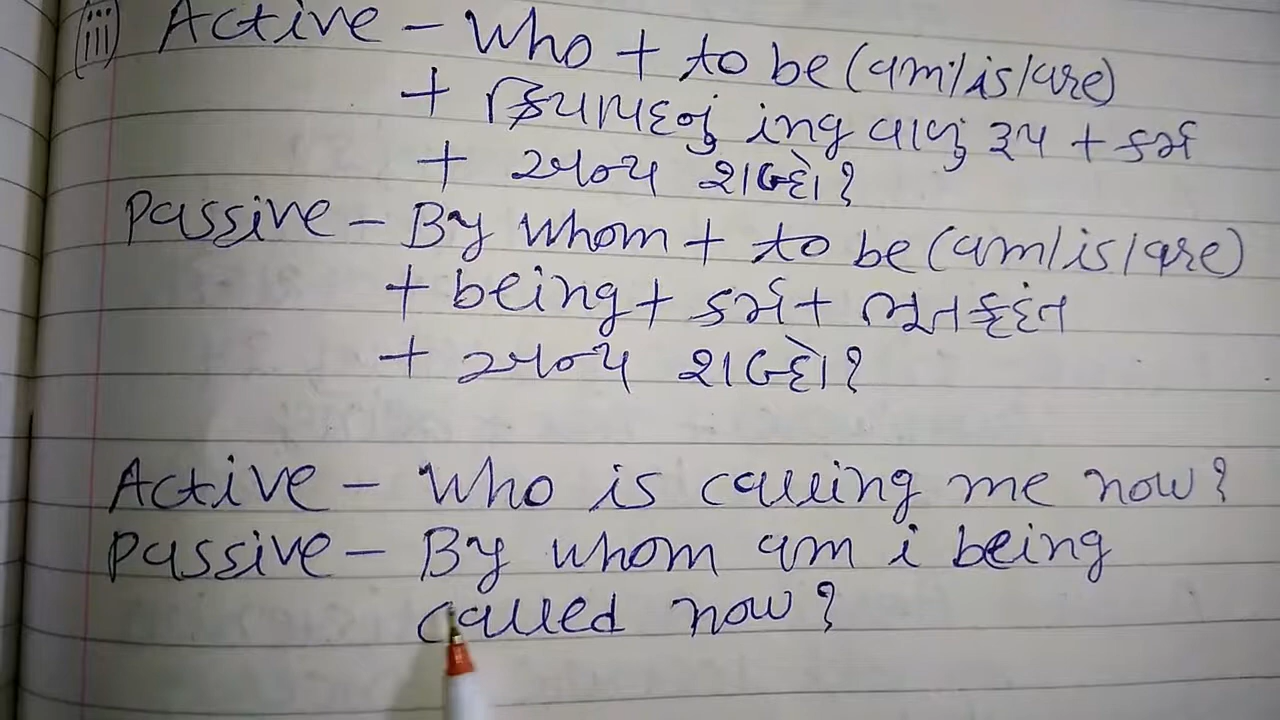 (iii) Active - Who + to be (am/is/are)
+ ક્રિયાપદનું ing વાળું રૂપ + કર્મ
+ અન્ય શબ્દો?
Passive - By whom + to be (am/is/are)
+ being + કર્મ + ભૂતકૃદંત
+ અન્ય શબ્દો?
Active - Who is calling me now?
Passive - By whom am i being
called now?